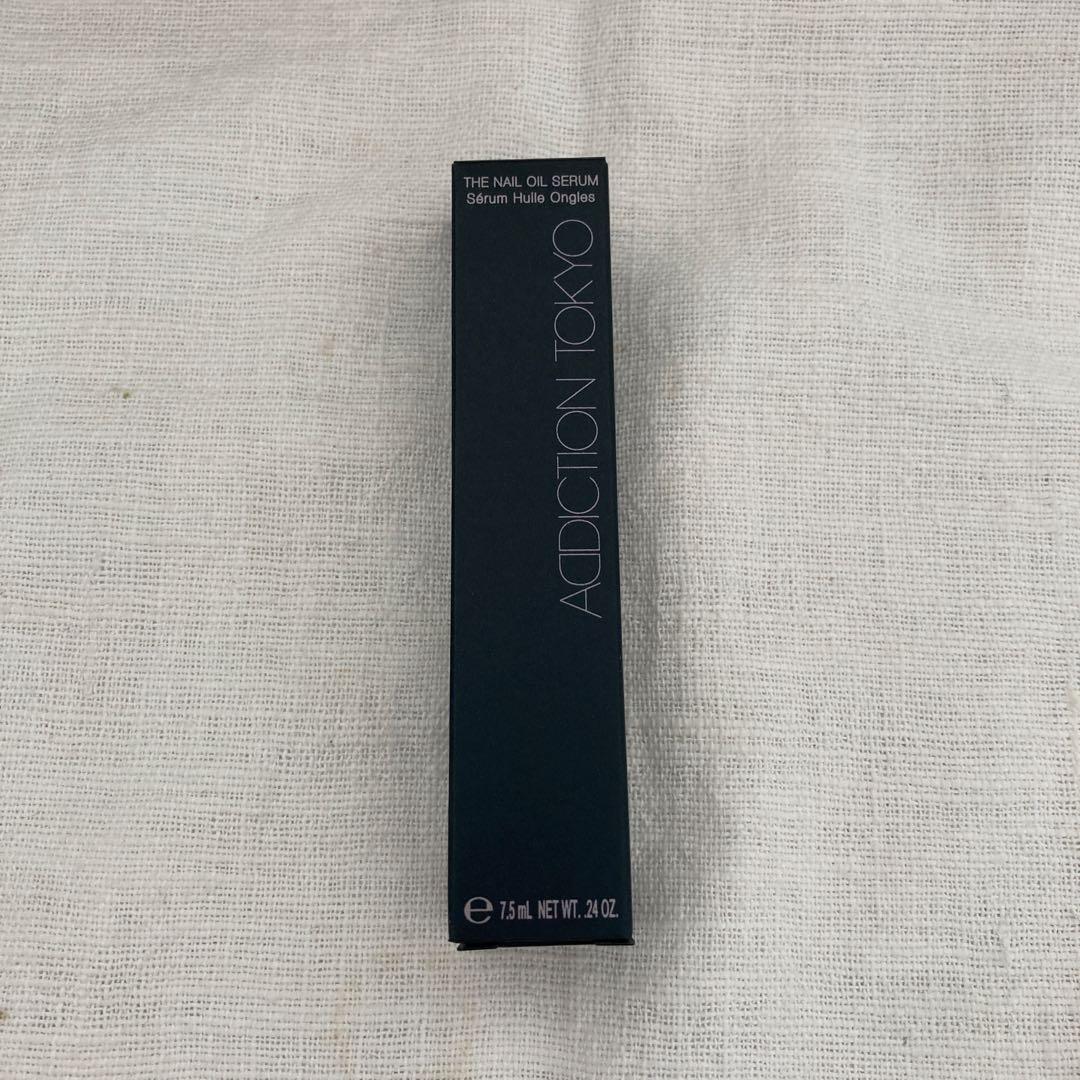 THE NAIL OIL SERUM
Sérum Huile Ongles
ADDICTION TOKYO
℮ 7.5 mL NET WT. .24 OZ.